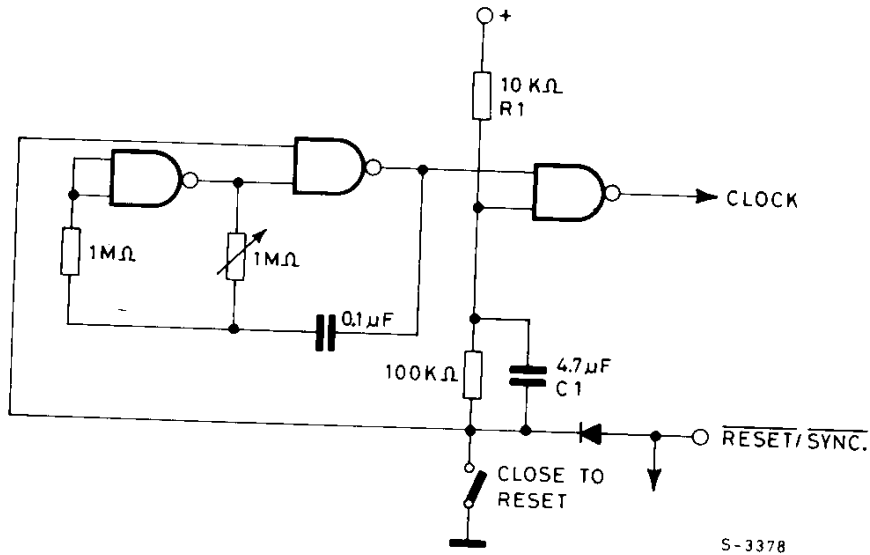 +
10 KΩ
R1
CLOCK
1MΩ
1MΩ
0.1µF
100KΩ
4.7µF
C1
RESET/SYNC.
CLOSE TO
RESET
S-3378